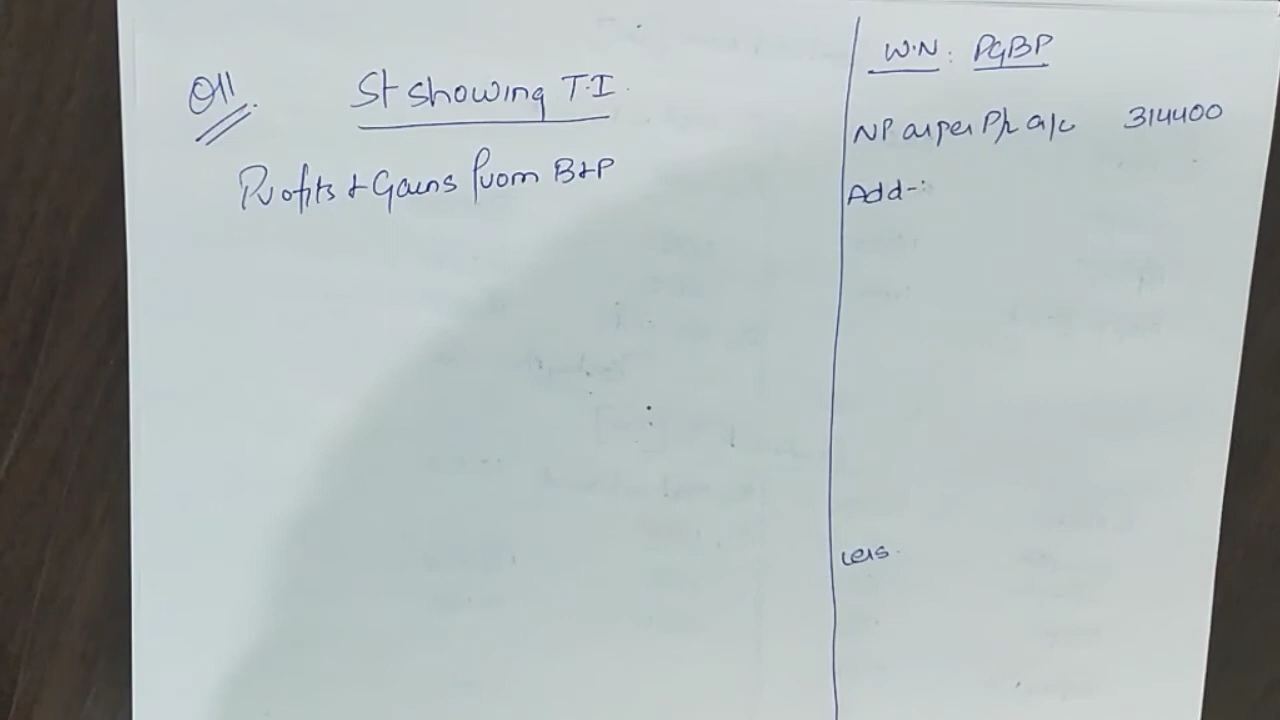 Q11. St showing T.I.
Profits & Gains from B&P
W.N: PGBP
NP as per P/L a/c 314400
Add-:
Less.